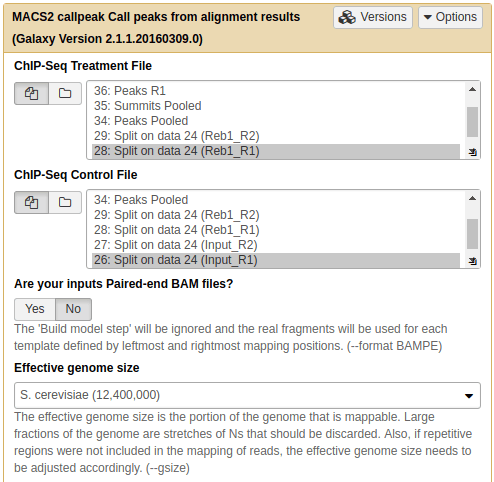 MACS2 callpeak Call peaks from alignment results
(Galaxy Version 2.1.1.20160309.0)
Versions
Options
ChIP-Seq Treatment File
36: Peaks R1
35: Summits Pooled
34: Peaks Pooled
29: Split on data 24 (Reb1_R2)
28: Split on data 24 (Reb1_R1)
ChIP-Seq Control File
34: Peaks Pooled
29: Split on data 24 (Reb1_R2)
28: Split on data 24 (Reb1_R1)
27: Split on data 24 (Input_R2)
26: Split on data 24 (Input_R1)
Are your inputs Paired-end BAM files?
Yes No
The 'Build model step' will be ignored and the real fragments will be used for each
template defined by leftmost and rightmost mapping positions. (--format BAMPE)
Effective genome size
S. cerevisiae (12,400,000)
The effective genome size is the portion of the genome that is mappable. Large
fractions of the genome are stretches of Ns that should be discarded. Also, if repetitive
regions were not included in the mapping of reads, the effective genome size needs to
be adjusted accordingly. (--gsize)